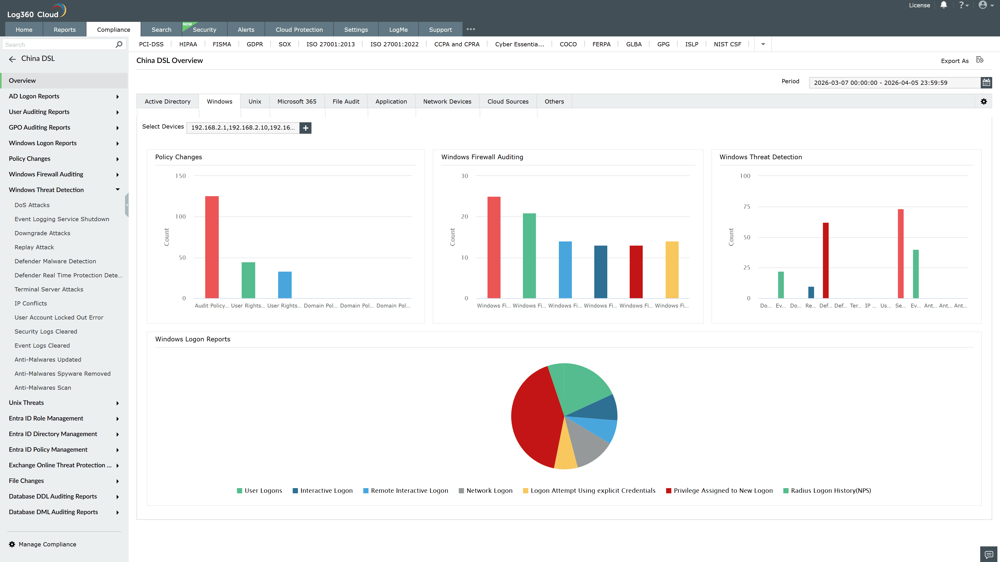 Log360 Cloud
License
?
Home
Reports
Compliance
Search
NEW
Security
Alerts
Cloud Protection
Settings
LogMe
Support
Search
PCI-DSS
HIPAA
FISMA
GDPR
SOX
ISO 27001:2013
ISO 27001:2022
CCPA and CPRA
Cyber Essentia...
COCO
FERPA
GLBA
GPG
ISLP
NIST CSF
China DSL
Overview
AD Logon Reports
User Auditing Reports
GPO Auditing Reports
Windows Logon Reports
Policy Changes
Windows Firewall Auditing
Windows Threat Detection
DoS Attacks
Event Logging Service Shutdown
Downgrade Attacks
Replay Attack
Defender Malware Detection
Defender Real Time Protection Dete...
Terminal Server Attacks
IP Conflicts
User Account Locked Out Error
Security Logs Cleared
Event Logs Cleared
Anti-Malwares Updated
Anti-Malwares Spyware Removed
Anti-Malwares Scan
Unix Threats
Entra ID Role Management
Entra ID Directory Management
Entra ID Policy Management
Exchange Online Threat Protection ...
File Changes
Database DDL Auditing Reports
Database DML Auditing Reports
Manage Compliance
China DSL Overview
Export As
Period
2026-03-07 00:00:00 - 2026-04-05 23:59:59
Active Directory
Windows
Unix
Microsoft 365
File Audit
Application
Network Devices
Cloud Sources
Others
Select Devices
192.168.2.1,192.168.2.10,192.16...
Policy Changes
150
100
50
0
Count
Audit Policy...
User Rights...
User Rights...
Domain Pol...
Domain Pol...
Domain Pol...
Windows Firewall Auditing
30
20
10
0
Count
Windows Fi...
Windows Fi...
Windows Fi...
Windows Fi...
Windows Fi...
Windows Fi...
Windows Threat Detection
100
75
50
25
0
Count
Do...
Ev...
Do...
Re...
Def...
Def...
Ter...
IP ...
Us...
Se...
Ev...
Ant...
Ant...
Ant...
Windows Logon Reports
User Logons
Interactive Logon
Remote Interactive Logon
Network Logon
Logon Attempt Using explicit Credentials
Privilege Assigned to New Logon
Radius Logon History(NPS)